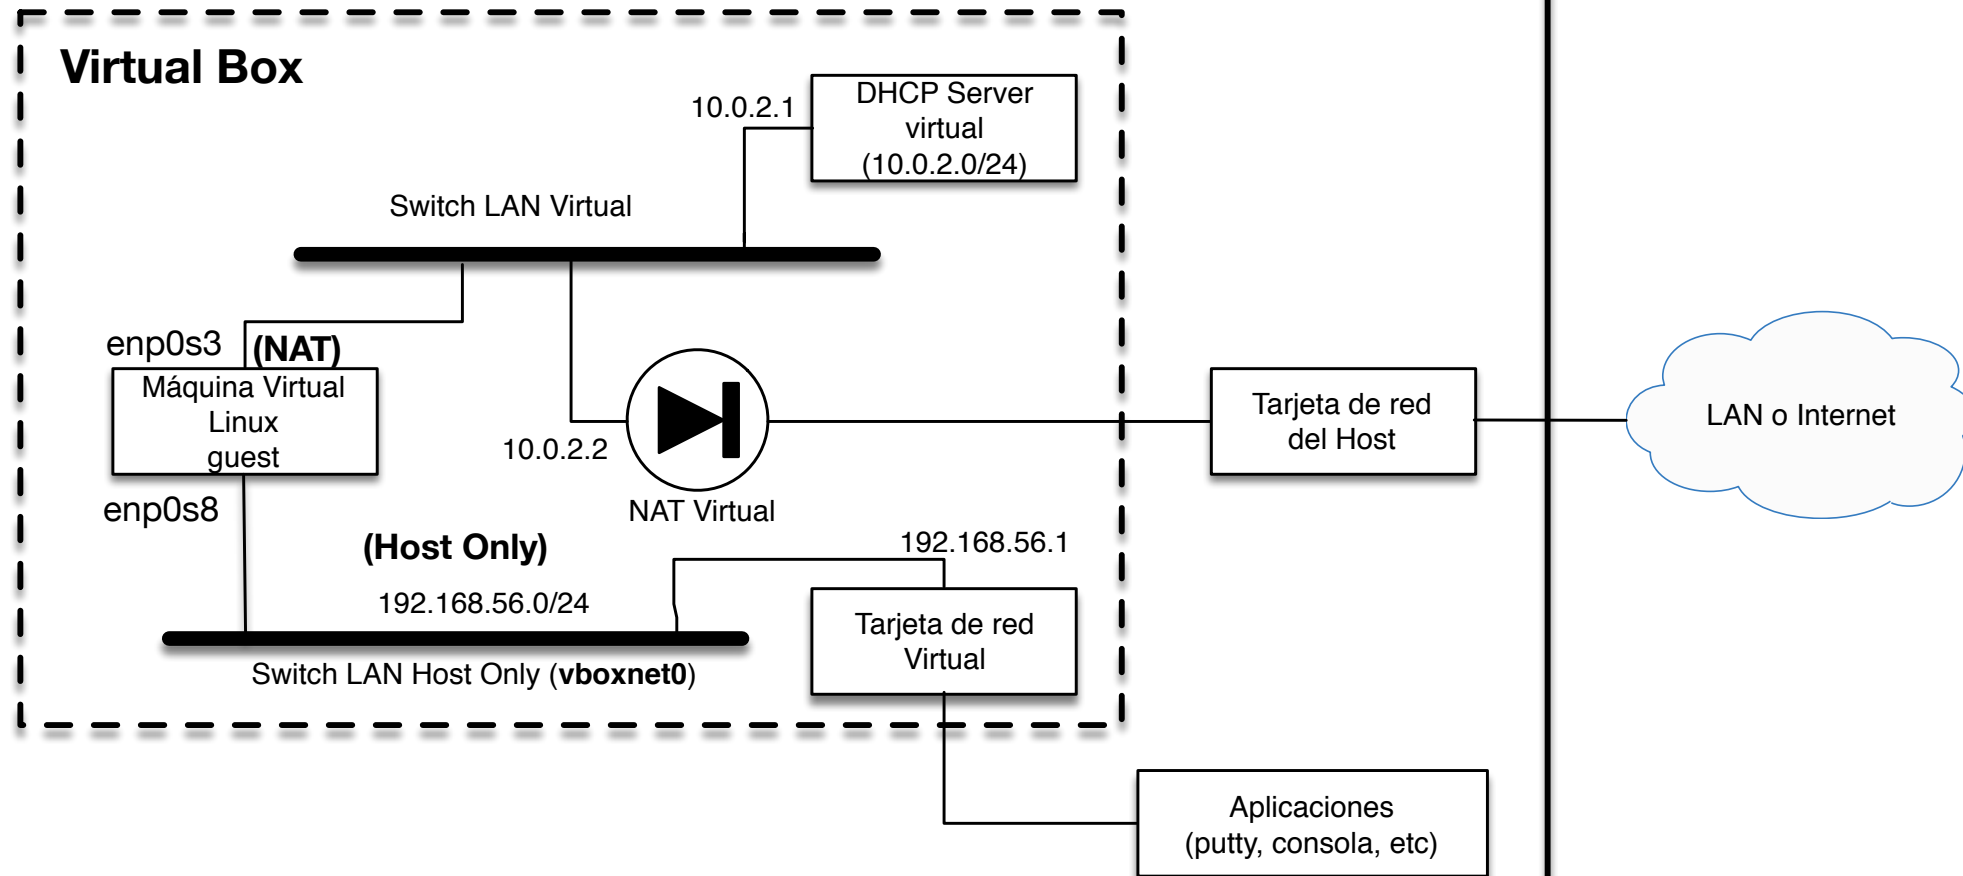 Virtual Box
10.0.2.1
DHCP Server
virtual
(10.0.2.0/24)
Switch LAN Virtual
enp0s3
(NAT)
Máquina Virtual
Linux
guest
enp0s8
10.0.2.2
NAT Virtual
Tarjeta de red
del Host
LAN o Internet
(Host Only)
192.168.56.0/24
192.168.56.1
Switch LAN Host Only (vboxnet0)
Tarjeta de red
Virtual
Aplicaciones
(putty, consola, etc)